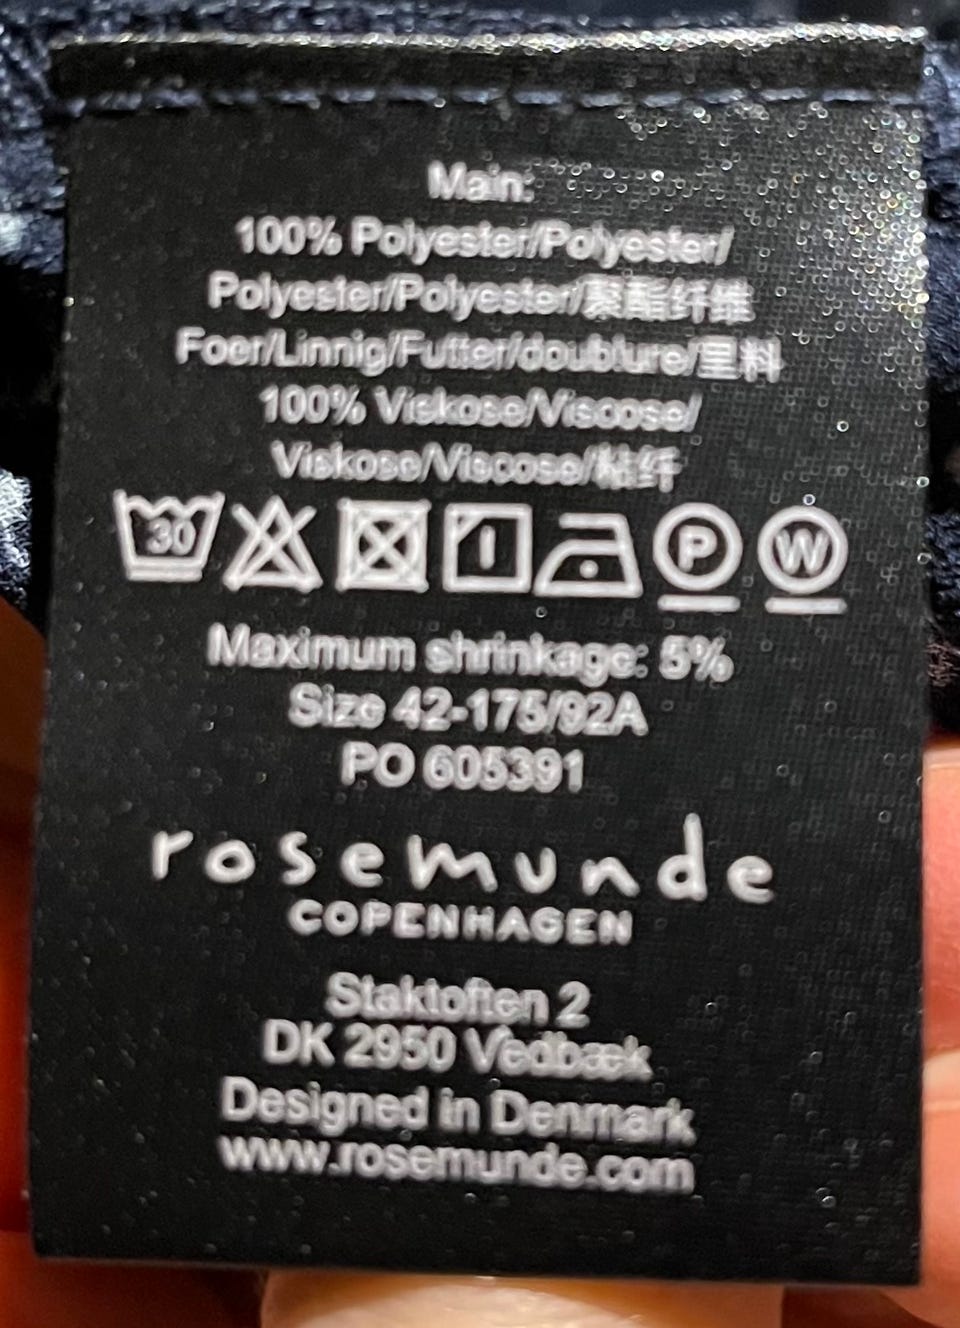 Main:
100% Polyester/Polyester/
Polyester/Polyester/聚酯纤维
Foer/Linnig/Futter/doublure/里料
100% Viskose/Viscose/
Viskose/Viscose/粘纤
30
P W
Maximum shrinkage: 5%
Size 42-175/92A
PO 605391
rosemunde
COPENHAGEN
Staktoften 2
DK 2950 Vedbæk
Designed in Denmark
www.rosemunde.com